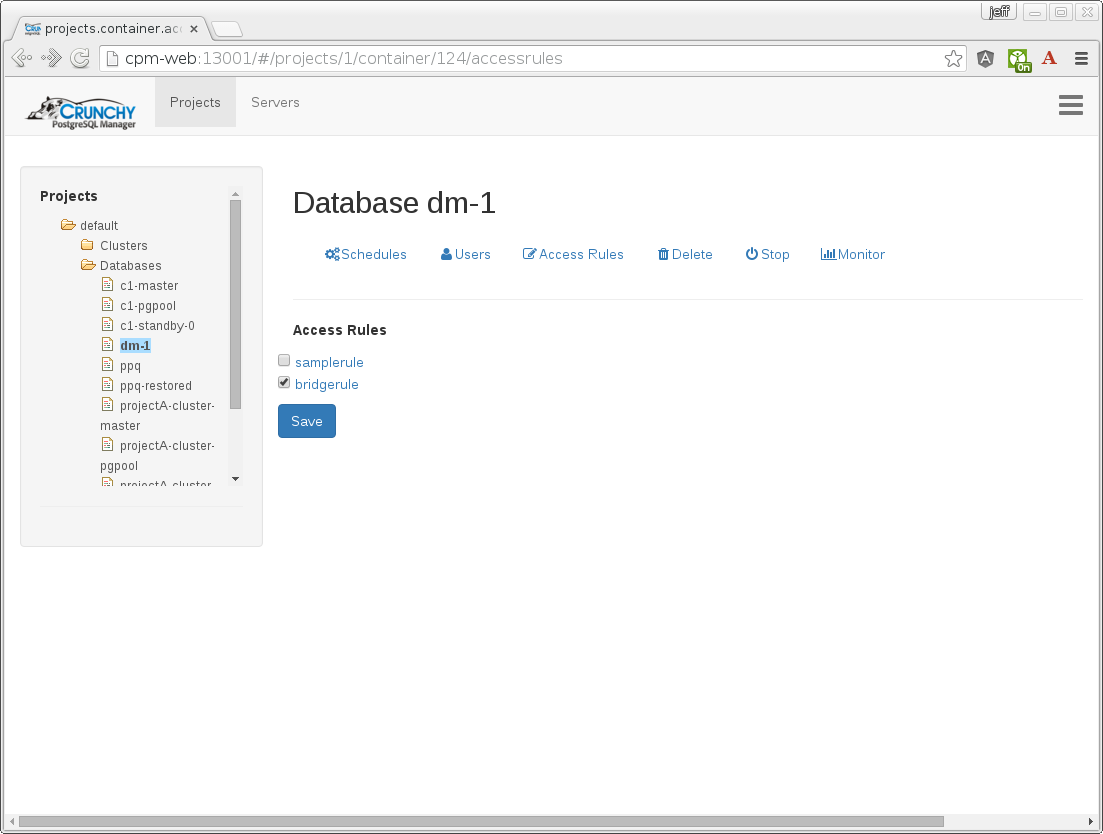 jeff
projects.container.acc
cpm-web:13001/#/projects/1/container/124/accessrules
On
A
A
CRUNCHY
PostgreSQL Manager
Projects
Servers
Projects
default
Clusters
Databases
c1-master
c1-pgpool
c1-standby-0
dm-1
ppq
ppq-restored
projectA-cluster-
master
projectA-cluster-
pgpool
projectA-cluster-
Database dm-1
Schedules
Users
Access Rules
Delete
Stop
Monitor
Access Rules
samplerule
bridgerule
Save